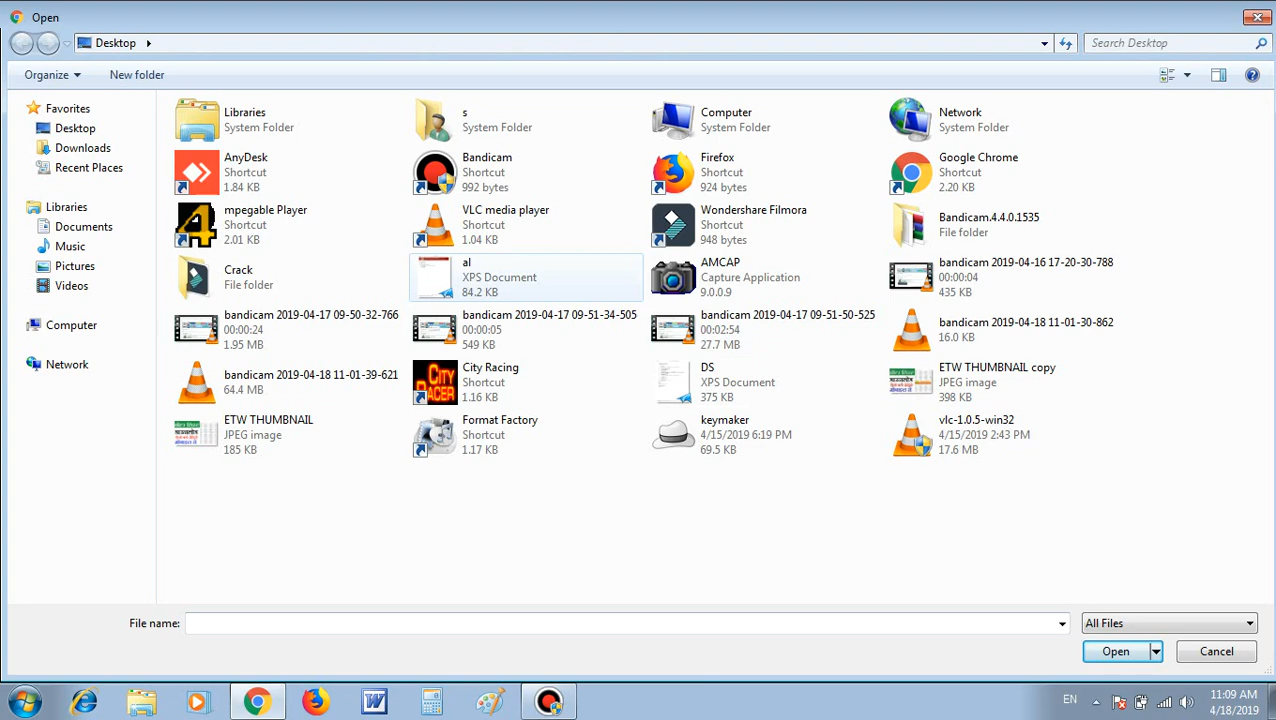 Open
Desktop
Search Desktop
Organize
New folder
Favorites
Desktop
Downloads
Recent Places
Libraries
Documents
Music
Pictures
Videos
Computer
Network
Libraries
System Folder
s
System Folder
Computer
System Folder
Network
System Folder
AnyDesk
Shortcut
1.84 KB
Bandicam
Shortcut
992 bytes
Firefox
Shortcut
924 bytes
Google Chrome
Shortcut
2.20 KB
mpegable Player
Shortcut
2.01 KB
VLC media player
Shortcut
1.04 KB
Wondershare Filmora
Shortcut
948 bytes
Bandicam.4.4.0.1535
File folder
Crack
File folder
al
XPS Document
84.2 KB
AMCAP
Capture Application
9.0.0.9
bandicam 2019-04-16 17-20-30-788
00:00:04
435 KB
bandicam 2019-04-17 09-50-32-766
00:00:24
1.95 MB
bandicam 2019-04-17 09-51-34-505
00:00:05
549 KB
bandicam 2019-04-17 09-51-50-525
00:02:54
27.7 MB
bandicam 2019-04-18 11-01-30-862
16.0 KB
bandicam 2019-04-18 11-01-39-621
64.4 MB
CITY
RACER
City Racing
Shortcut
1.16 KB
DS
XPS Document
375 KB
ETW THUMBNAIL copy
JPEG image
398 KB
ETW THUMBNAIL
JPEG image
185 KB
Format Factory
Shortcut
1.17 KB
keymaker
4/15/2019 6:19 PM
69.5 KB
vlc-1.0.5-win32
4/15/2019 2:43 PM
17.6 MB
File name:
All Files
Open
Cancel
EN
11:09 AM
4/18/2019